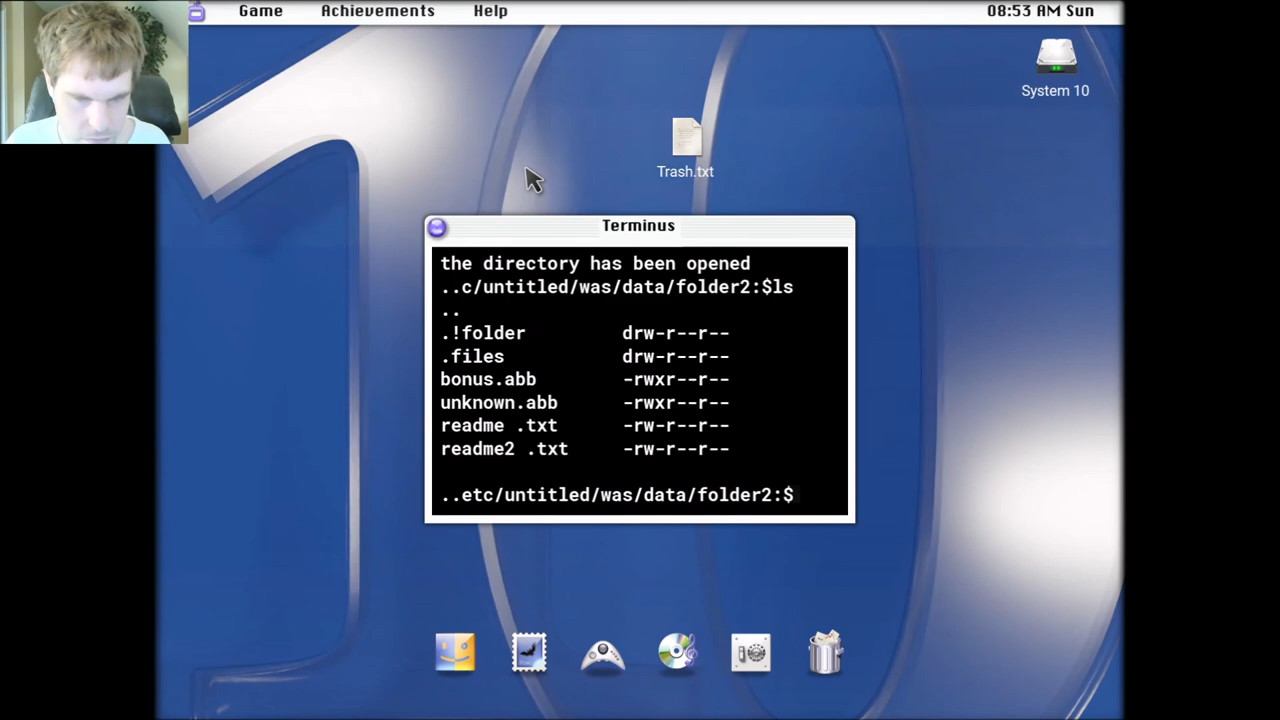 Game Achievements Help 08:53 AM Sun
System 10
Trash.txt
Terminus
the directory has been opened
..c/untitled/was/data/folder2:$ls
..
.!folder drw-r--r--
.files drw-r--r--
bonus.abb -rwxr--r--
unknown.abb -rwxr--r--
readme .txt -rw-r--r--
readme2 .txt -rw-r--r--
..etc/untitled/was/data/folder2:$